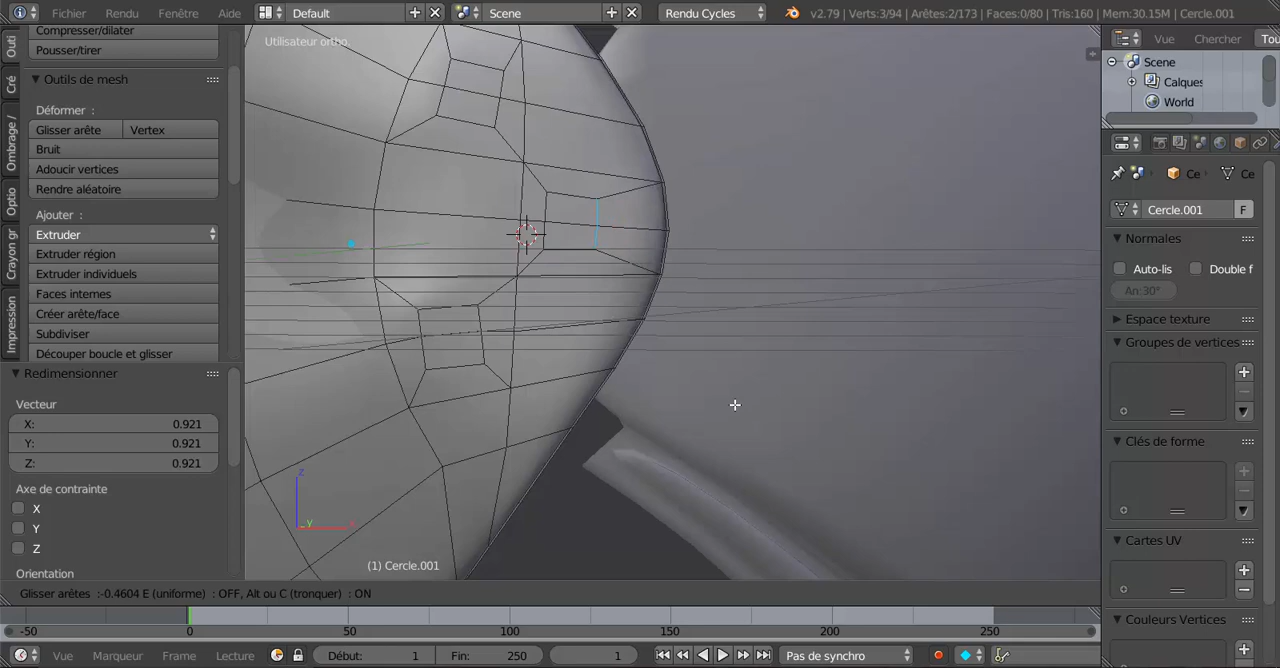 Fichier Rendu Fenêtre Aide Default Scene Rendu Cycles v2.79 | Verts:3/94 | Arêtes:2/173 | Faces:0/80 | Tris:160 | Mem:30.15M | Cercle.001
Compresser/dilater
Pousser/tirer
Outils de mesh
Déformer :
Glisser arête Vertex
Bruit
Adoucir vertices
Rendre aléatoire
Ajouter :
Extruder
Extruder région
Extruder individuels
Faces internes
Créer arête/face
Subdiviser
Découper boucle et glisser
Redimensionner
Vecteur
X: 0.921
Y: 0.921
Z: 0.921
Axe de contrainte
X
Y
Z
Orientation
Outi
Cré
Ombrage /
Optio
Crayon gr
Impression
Utilisateur ortho
z
y
x
(1) Cercle.001
Glisser arêtes :-0.4604 E (uniforme) : OFF, Alt ou C (tronquer) : ON
Vue Chercher Tou
Scene
Calques
World
Ce Ce
Cercle.001 F
Normales
Auto-lis Double f
An:30°
Espace texture
Groupes de vertices
Clés de forme
Cartes UV
Couleurs Vertices
-50 0 50 100 150 200 250
Vue Marqueur Frame Lecture Début: 1 Fin: 250 1 Pas de synchro